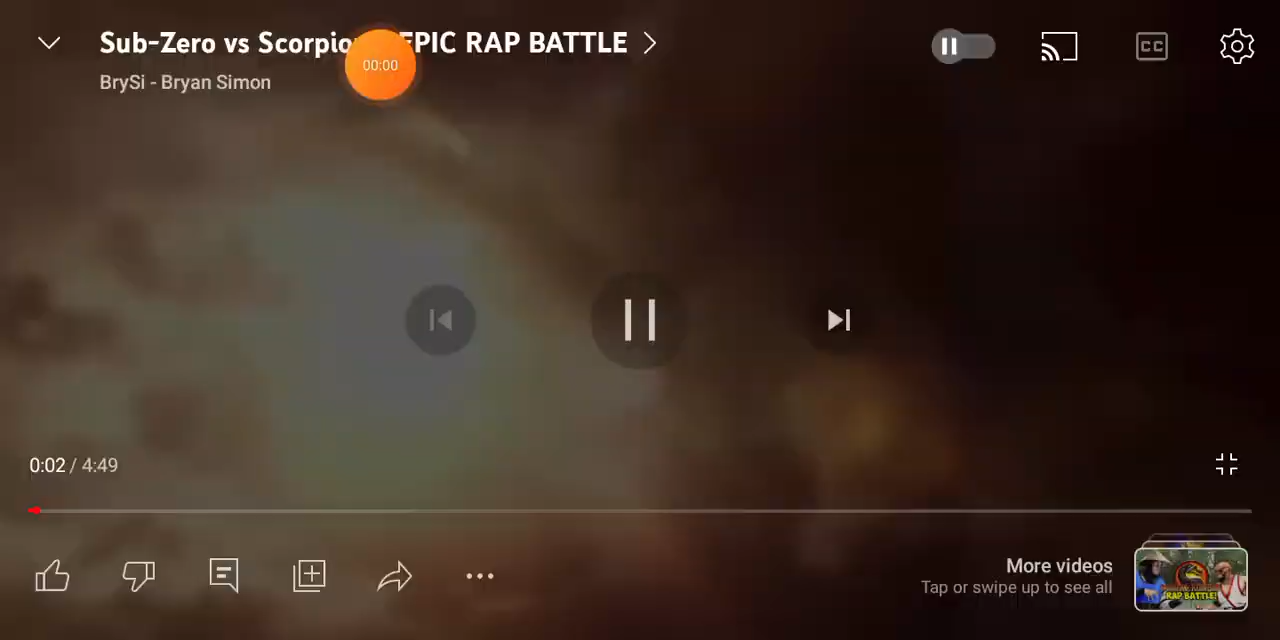 Sub-Zero vs Scorpio EPIC RAP BATTLE
00:00
BrySi - Bryan Simon
CC
0:02 / 4:49
More videos
Tap or swipe up to see all
RAP BATTLE!